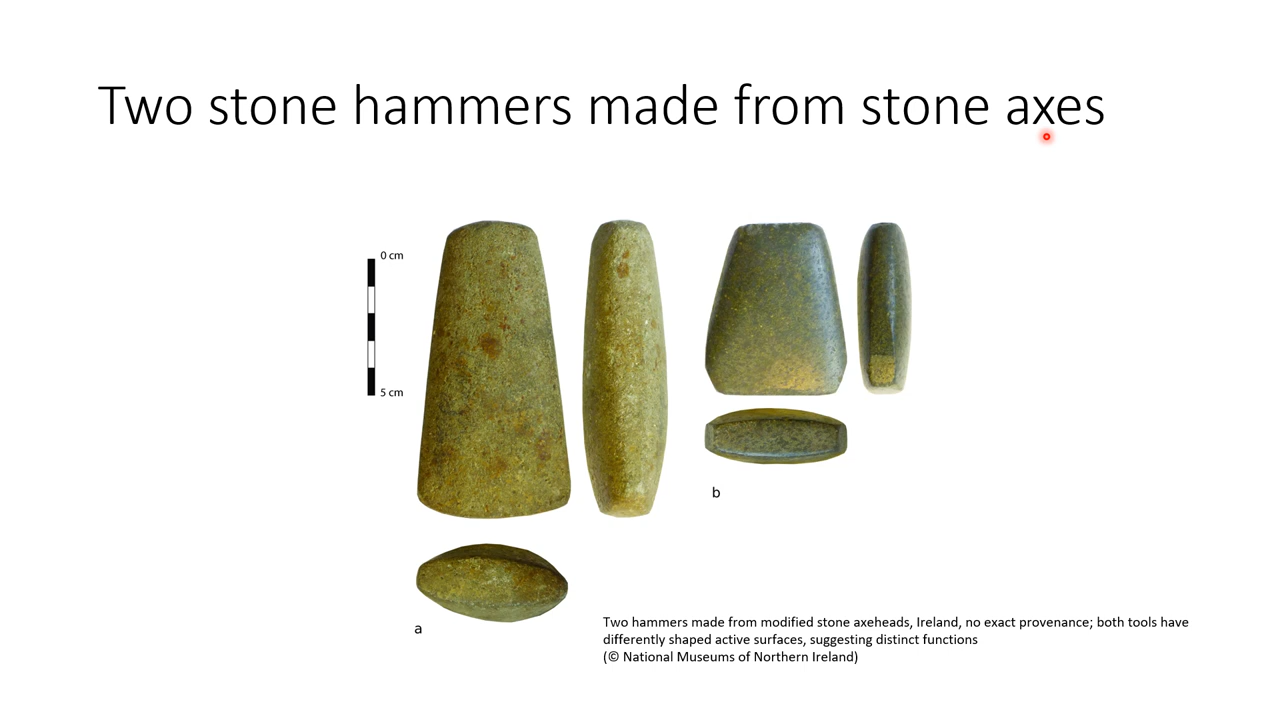 Two stone hammers made from stone axes
0 cm
5 cm
b
a
Two hammers made from modified stone axeheads, Ireland, no exact provenance; both tools have
differently shaped active surfaces, suggesting distinct functions
(© National Museums of Northern Ireland)